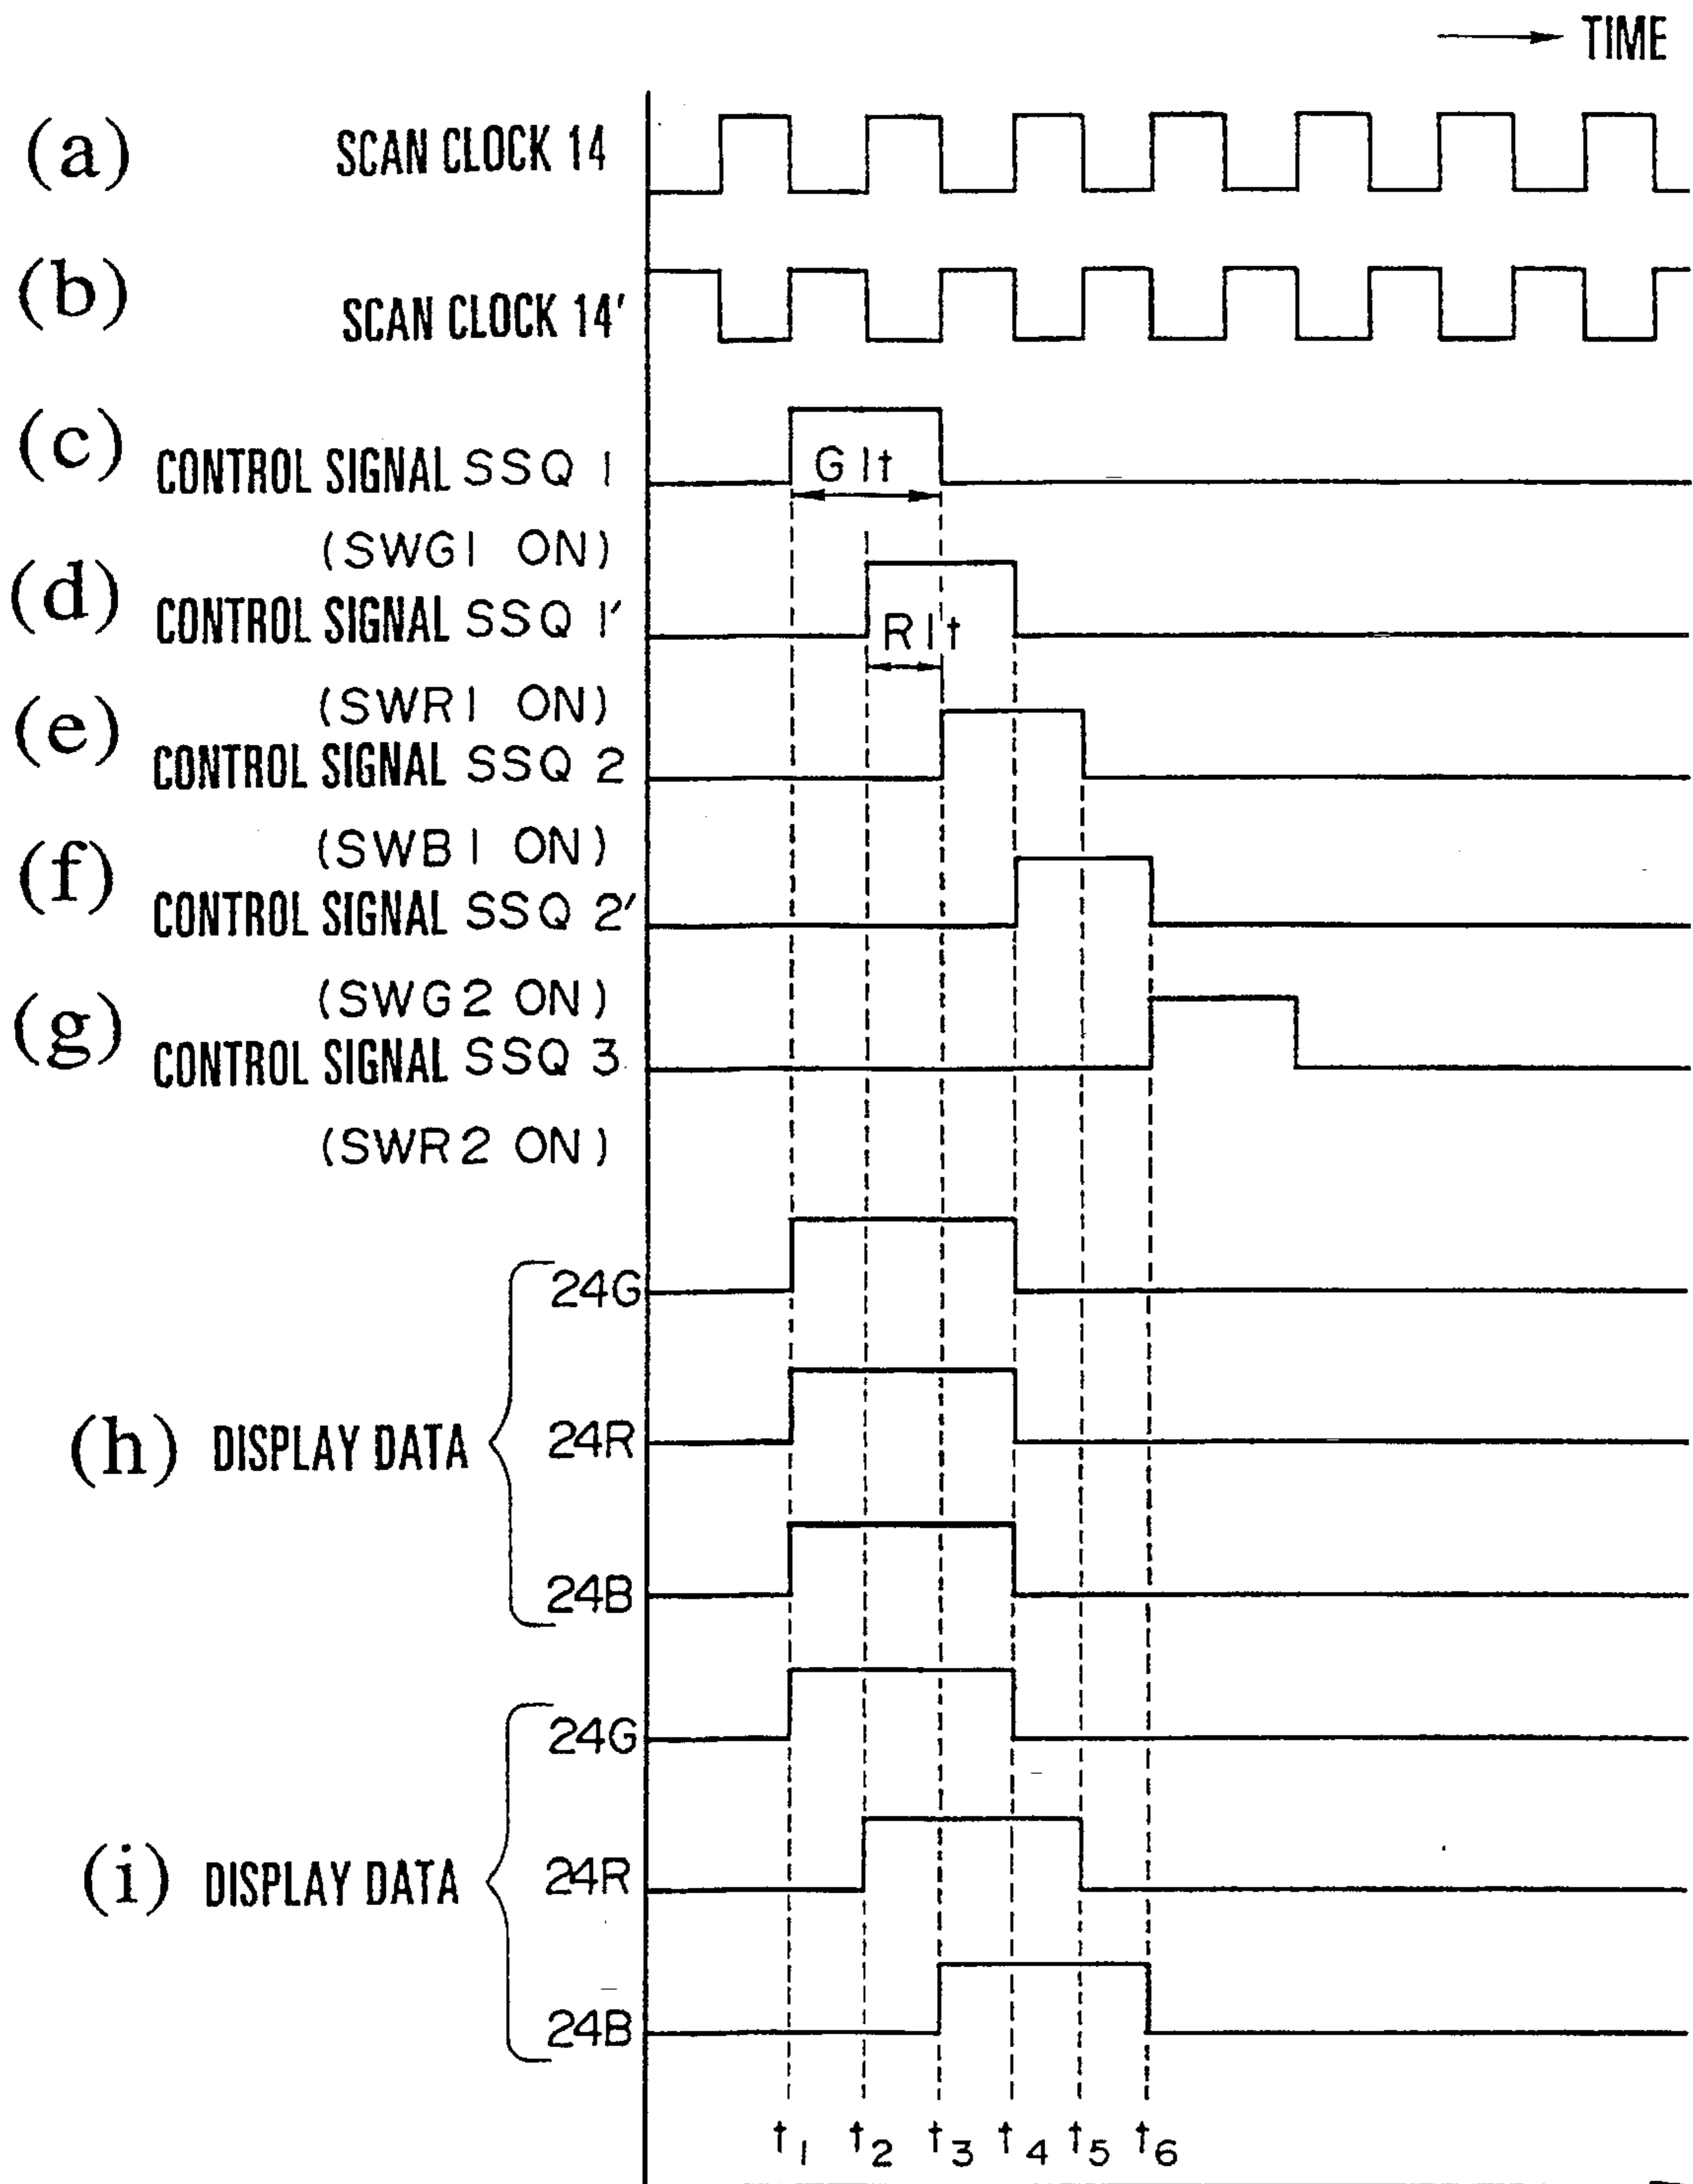 TIME
(a) SCAN CLOCK 14
(b) SCAN CLOCK 14'
(c) CONTROL SIGNAL SSQ 1
G1t
(SWG1 ON)
(d) CONTROL SIGNAL SSQ 1'
R1t
(SWR1 ON)
(e) CONTROL SIGNAL SSQ 2
(SWB1 ON)
(f) CONTROL SIGNAL SSQ 2'
(SWG2 ON)
(g) CONTROL SIGNAL SSQ 3
(SWR2 ON)
24G
(h) DISPLAY DATA 24R
24B
24G
(i) DISPLAY DATA 24R
24B
t1 t2 t3 t4 t5 t6